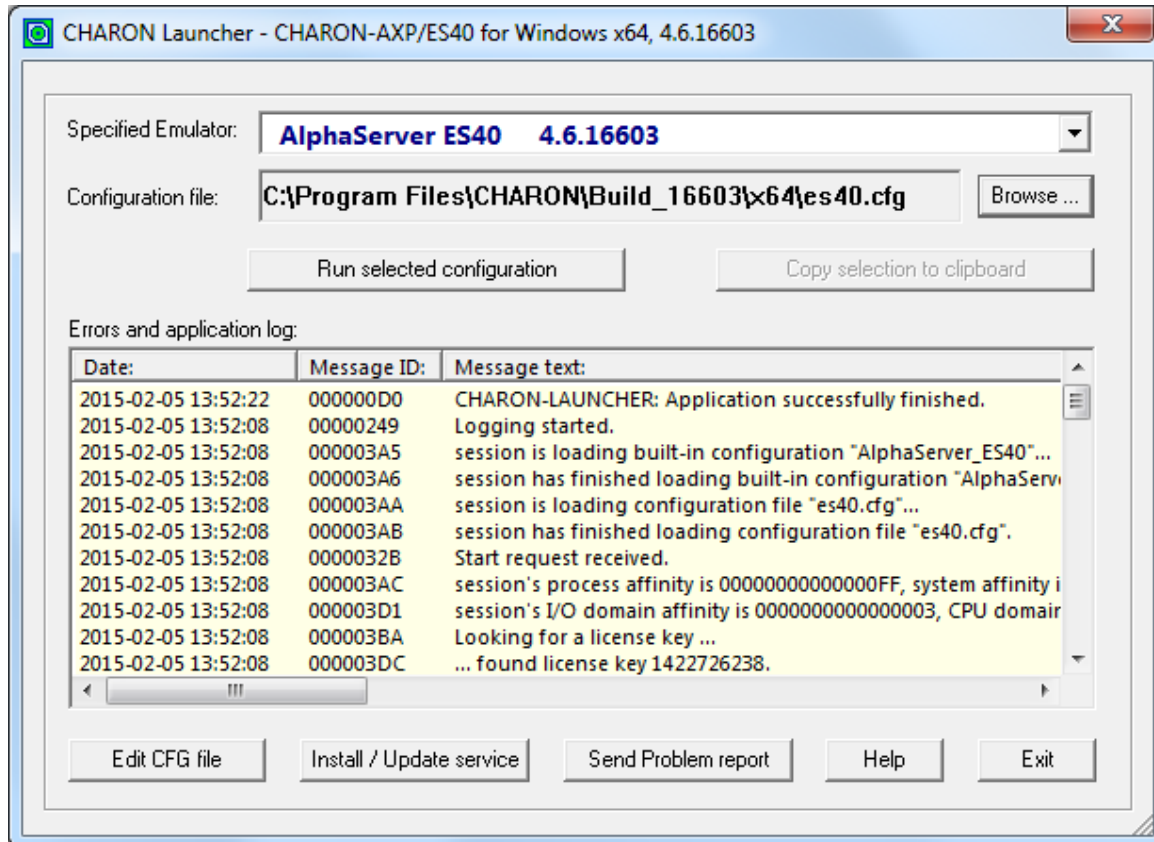 CHARON Launcher - CHARON-AXP/ES40 for Windows x64, 4.6.16603
Specified Emulator: AlphaServer ES40 4.6.16603
Configuration file: C:\Program Files\CHARON\Build_16603\x64\es40.cfg Browse ...
Run selected configuration Copy selection to clipboard
Errors and application log:
Date: Message ID: Message text:
2015-02-05 13:52:22 000000D0 CHARON-LAUNCHER: Application successfully finished.
2015-02-05 13:52:08 00000249 Logging started.
2015-02-05 13:52:08 000003A5 session is loading built-in configuration "AlphaServer_ES40"...
2015-02-05 13:52:08 000003A6 session has finished loading built-in configuration "AlphaServ
2015-02-05 13:52:08 000003AA session is loading configuration file "es40.cfg"...
2015-02-05 13:52:08 000003AB session has finished loading configuration file "es40.cfg".
2015-02-05 13:52:08 0000032B Start request received.
2015-02-05 13:52:08 000003AC session's process affinity is 00000000000000FF, system affinity i
2015-02-05 13:52:08 000003D1 session's I/O domain affinity is 0000000000000003, CPU domain
2015-02-05 13:52:08 000003BA Looking for a license key ...
2015-02-05 13:52:08 000003DC ... found license key 1422726238.
Edit CFG file Install / Update service Send Problem report Help Exit